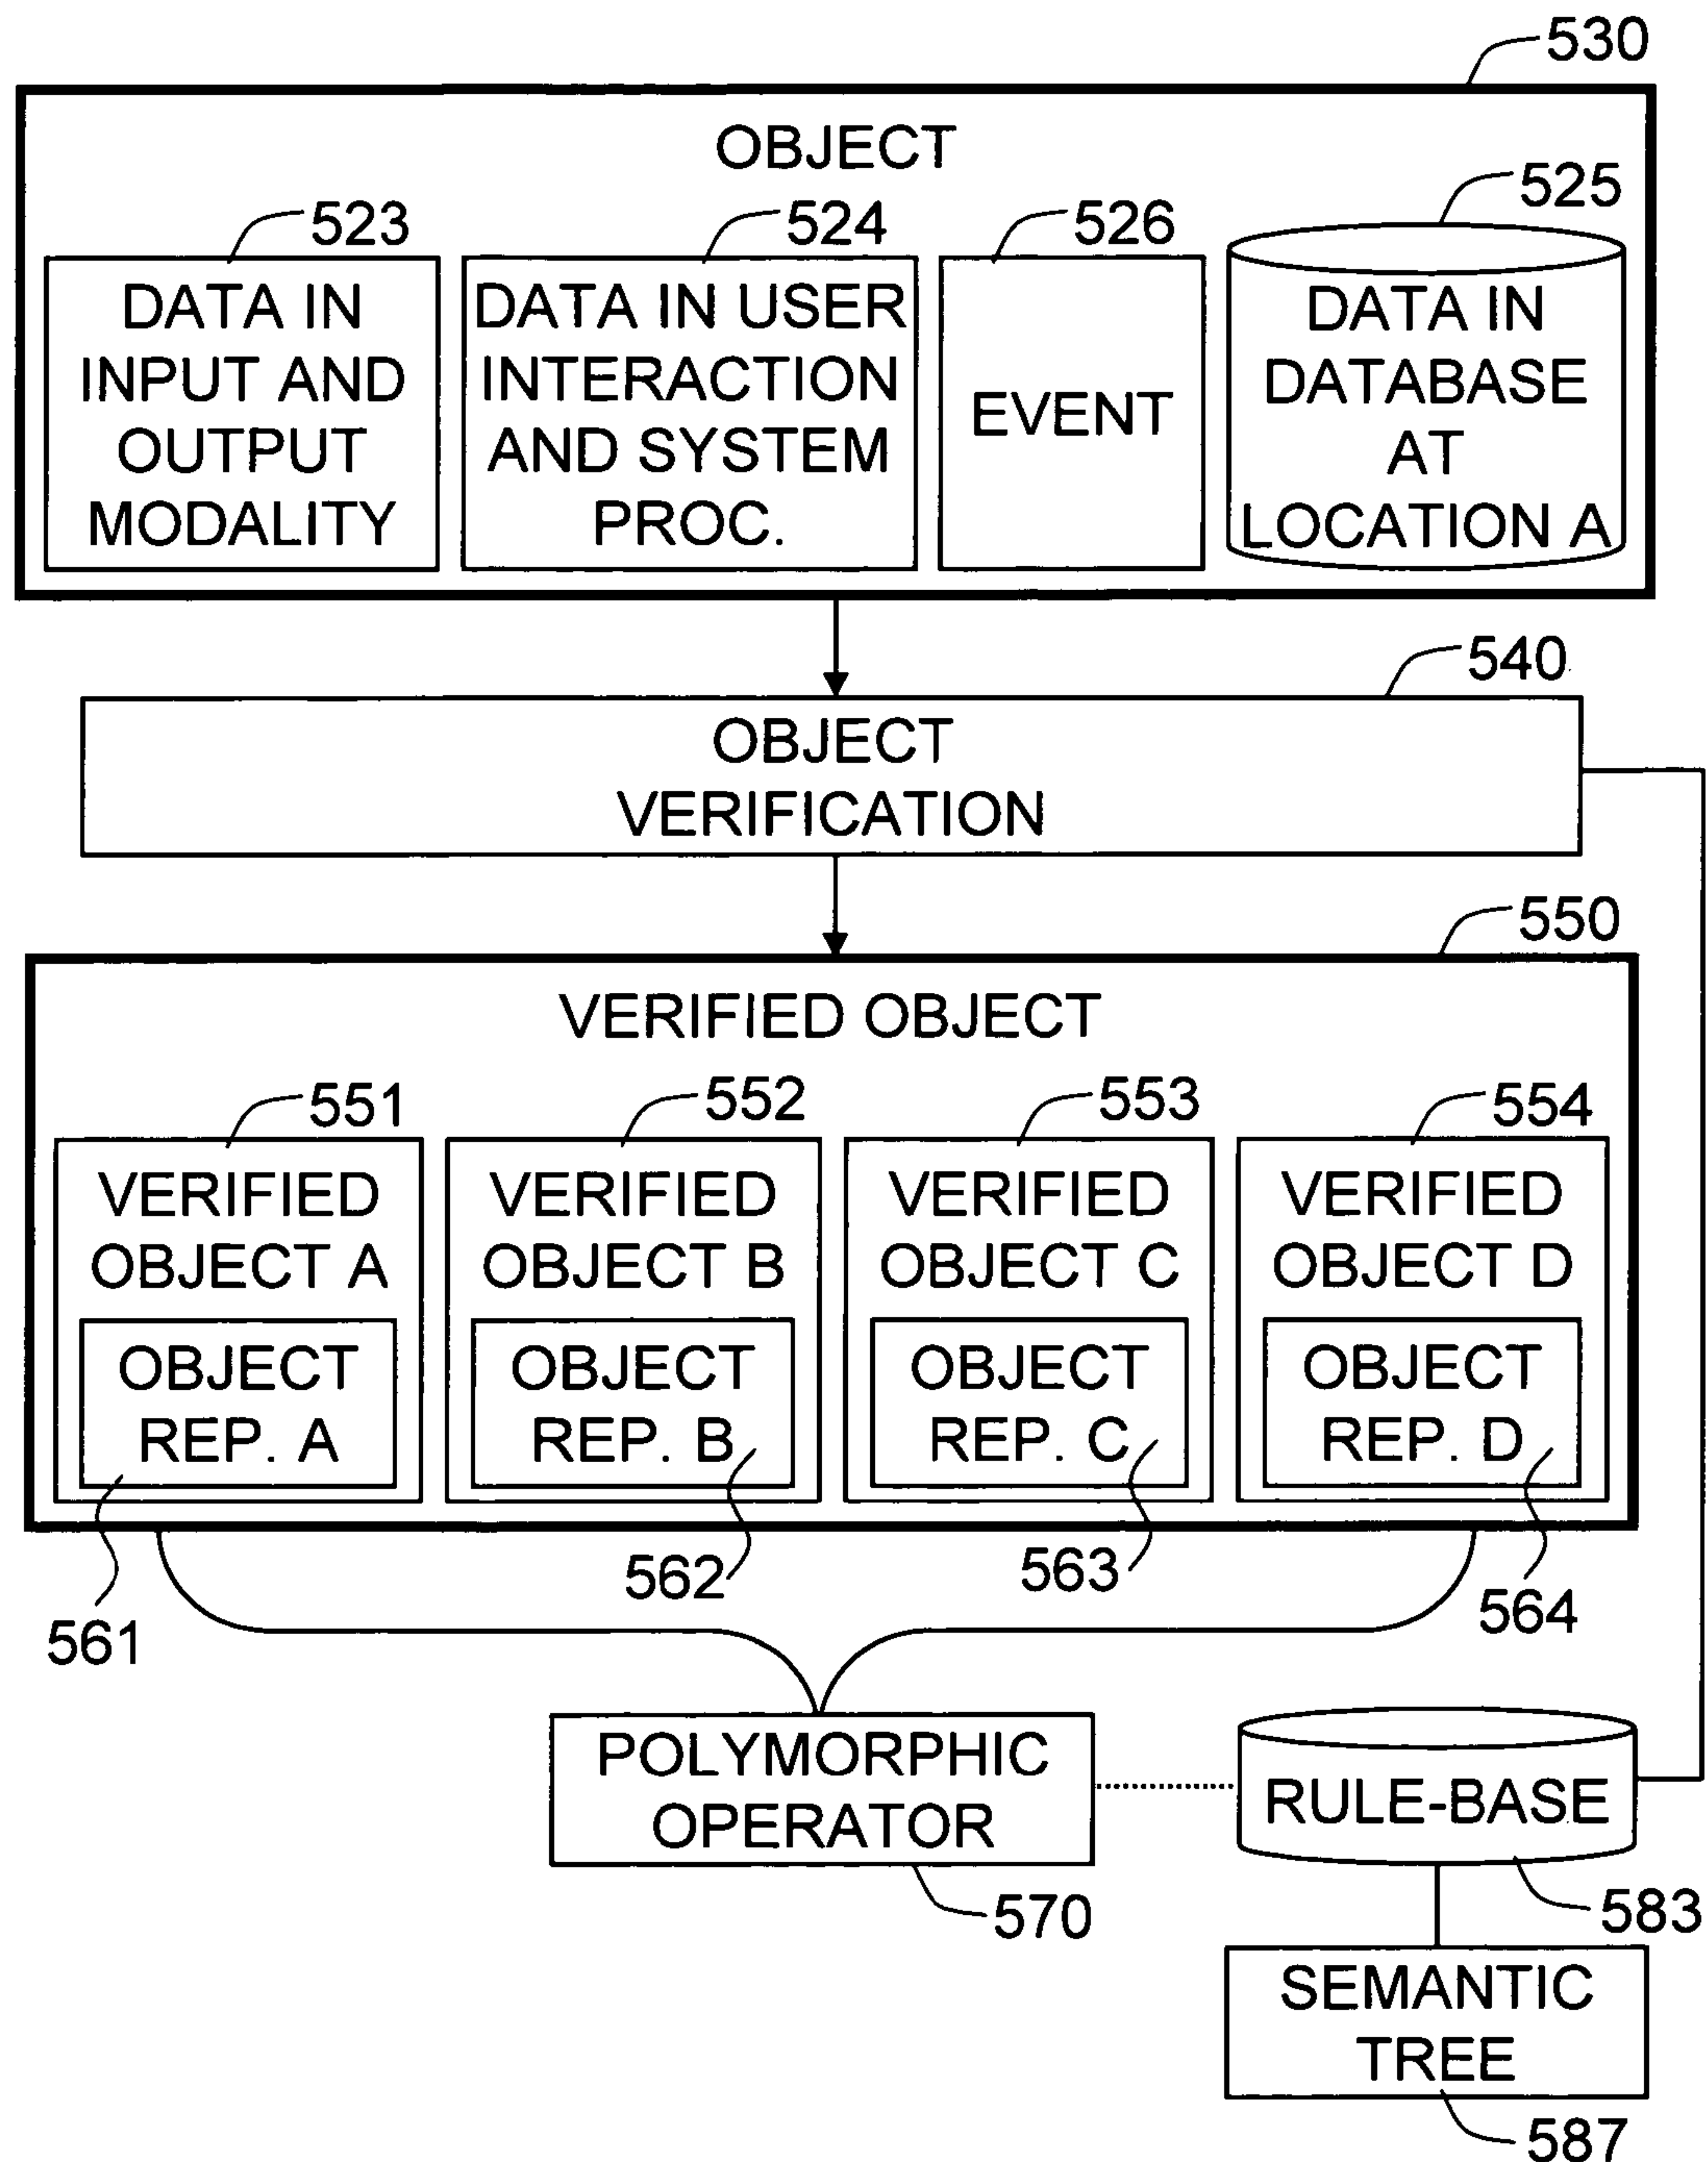 530
OBJECT
523
524
526
525
DATA IN
INPUT AND
OUTPUT
MODALITY
DATA IN USER
INTERACTION
AND SYSTEM
PROC.
EVENT
DATA IN
DATABASE
AT
LOCATION A
540
OBJECT
VERIFICATION
550
VERIFIED OBJECT
551
552
553
554
VERIFIED
OBJECT A
OBJECT
REP. A
VERIFIED
OBJECT B
OBJECT
REP. B
VERIFIED
OBJECT C
OBJECT
REP. C
VERIFIED
OBJECT D
OBJECT
REP. D
561
562
563
564
POLYMORPHIC
OPERATOR
570
RULE-BASE
583
SEMANTIC
TREE
587